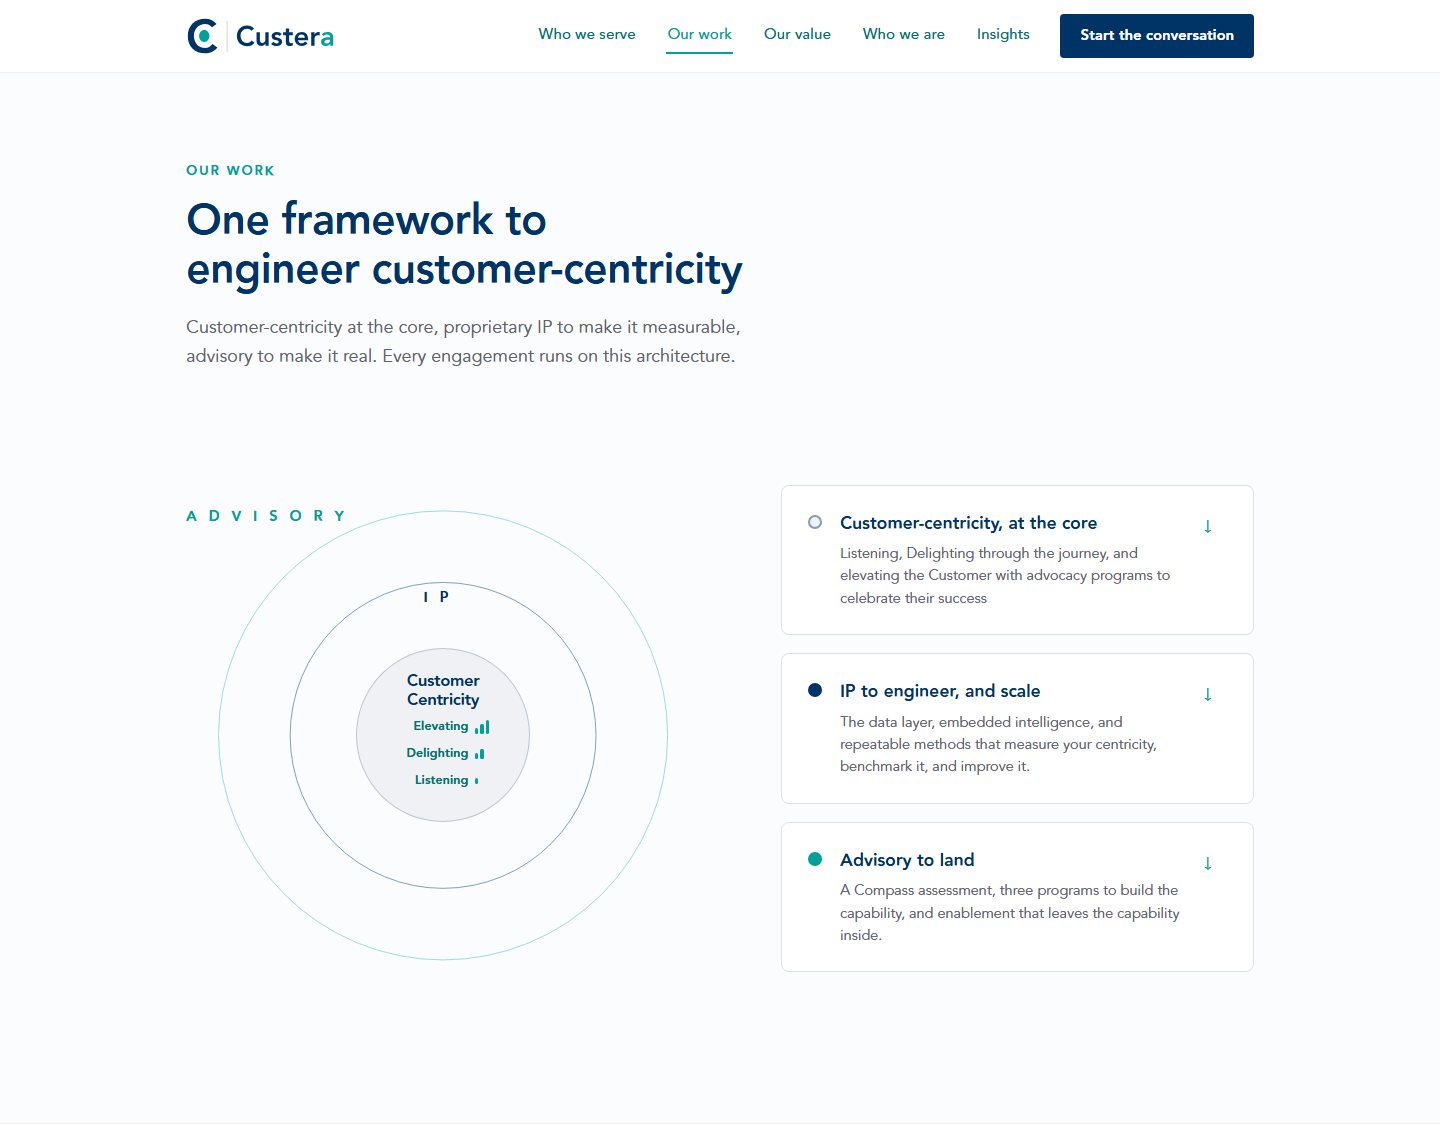 Custera
Who we serve
Our work
Our value
Who we are
Insights
Start the conversation
OUR WORK
One framework to
engineer customer-centricity
Customer-centricity at the core, proprietary IP to make it measurable,
advisory to make it real. Every engagement runs on this architecture.
ADVISORY
IP
Customer
Centricity
Elevating
Delighting
Listening
Customer-centricity, at the core
↓
Listening, Delighting through the journey, and
elevating the Customer with advocacy programs to
celebrate their success
IP to engineer, and scale
↓
The data layer, embedded intelligence, and
repeatable methods that measure your centricity,
benchmark it, and improve it.
Advisory to land
↓
A Compass assessment, three programs to build the
capability, and enablement that leaves the capability
inside.